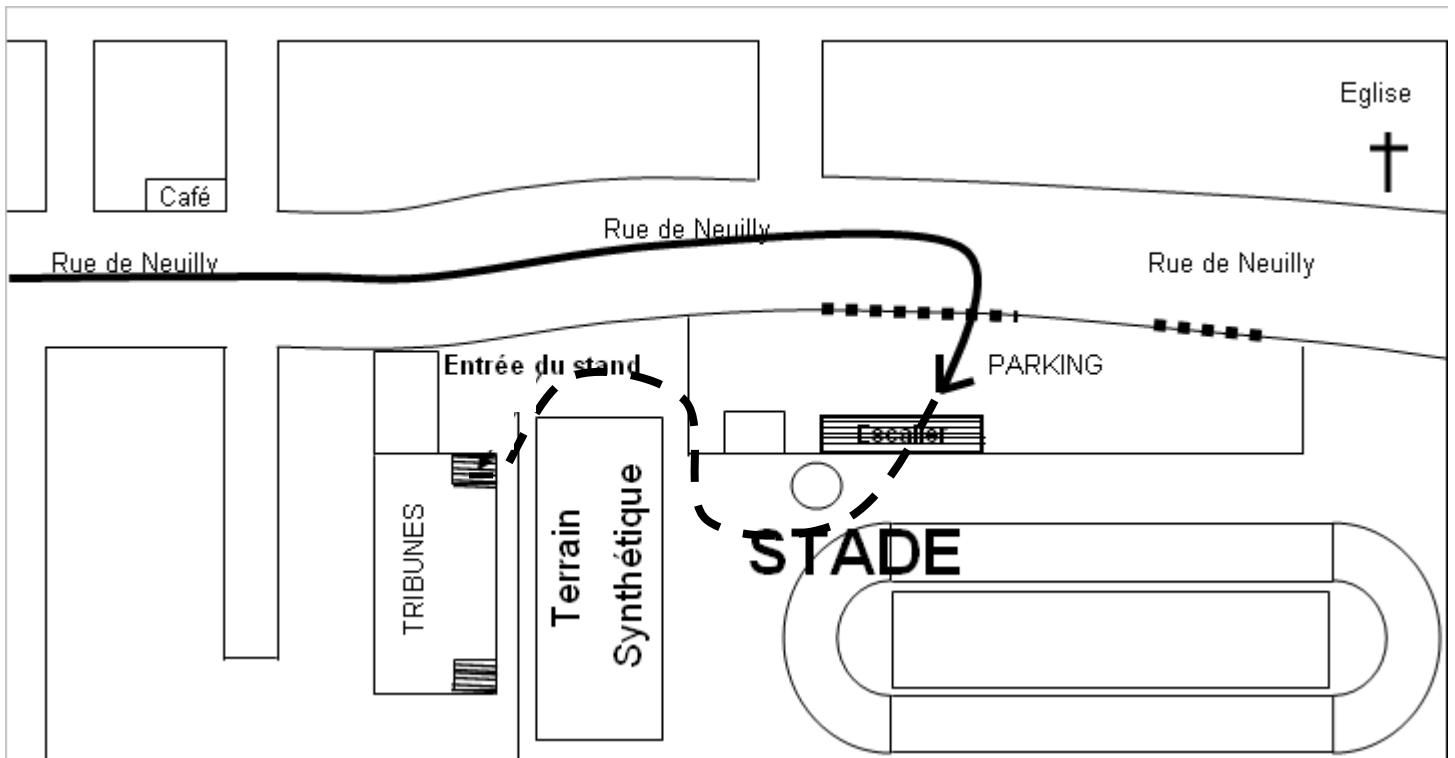 Eglise
Café
Rue de Neuilly
Rue de Neuilly
Rue de Neuilly
Entrée du stand
PARKING
Escalier
TRIBUNES
Terrain
Synthétique
STADE